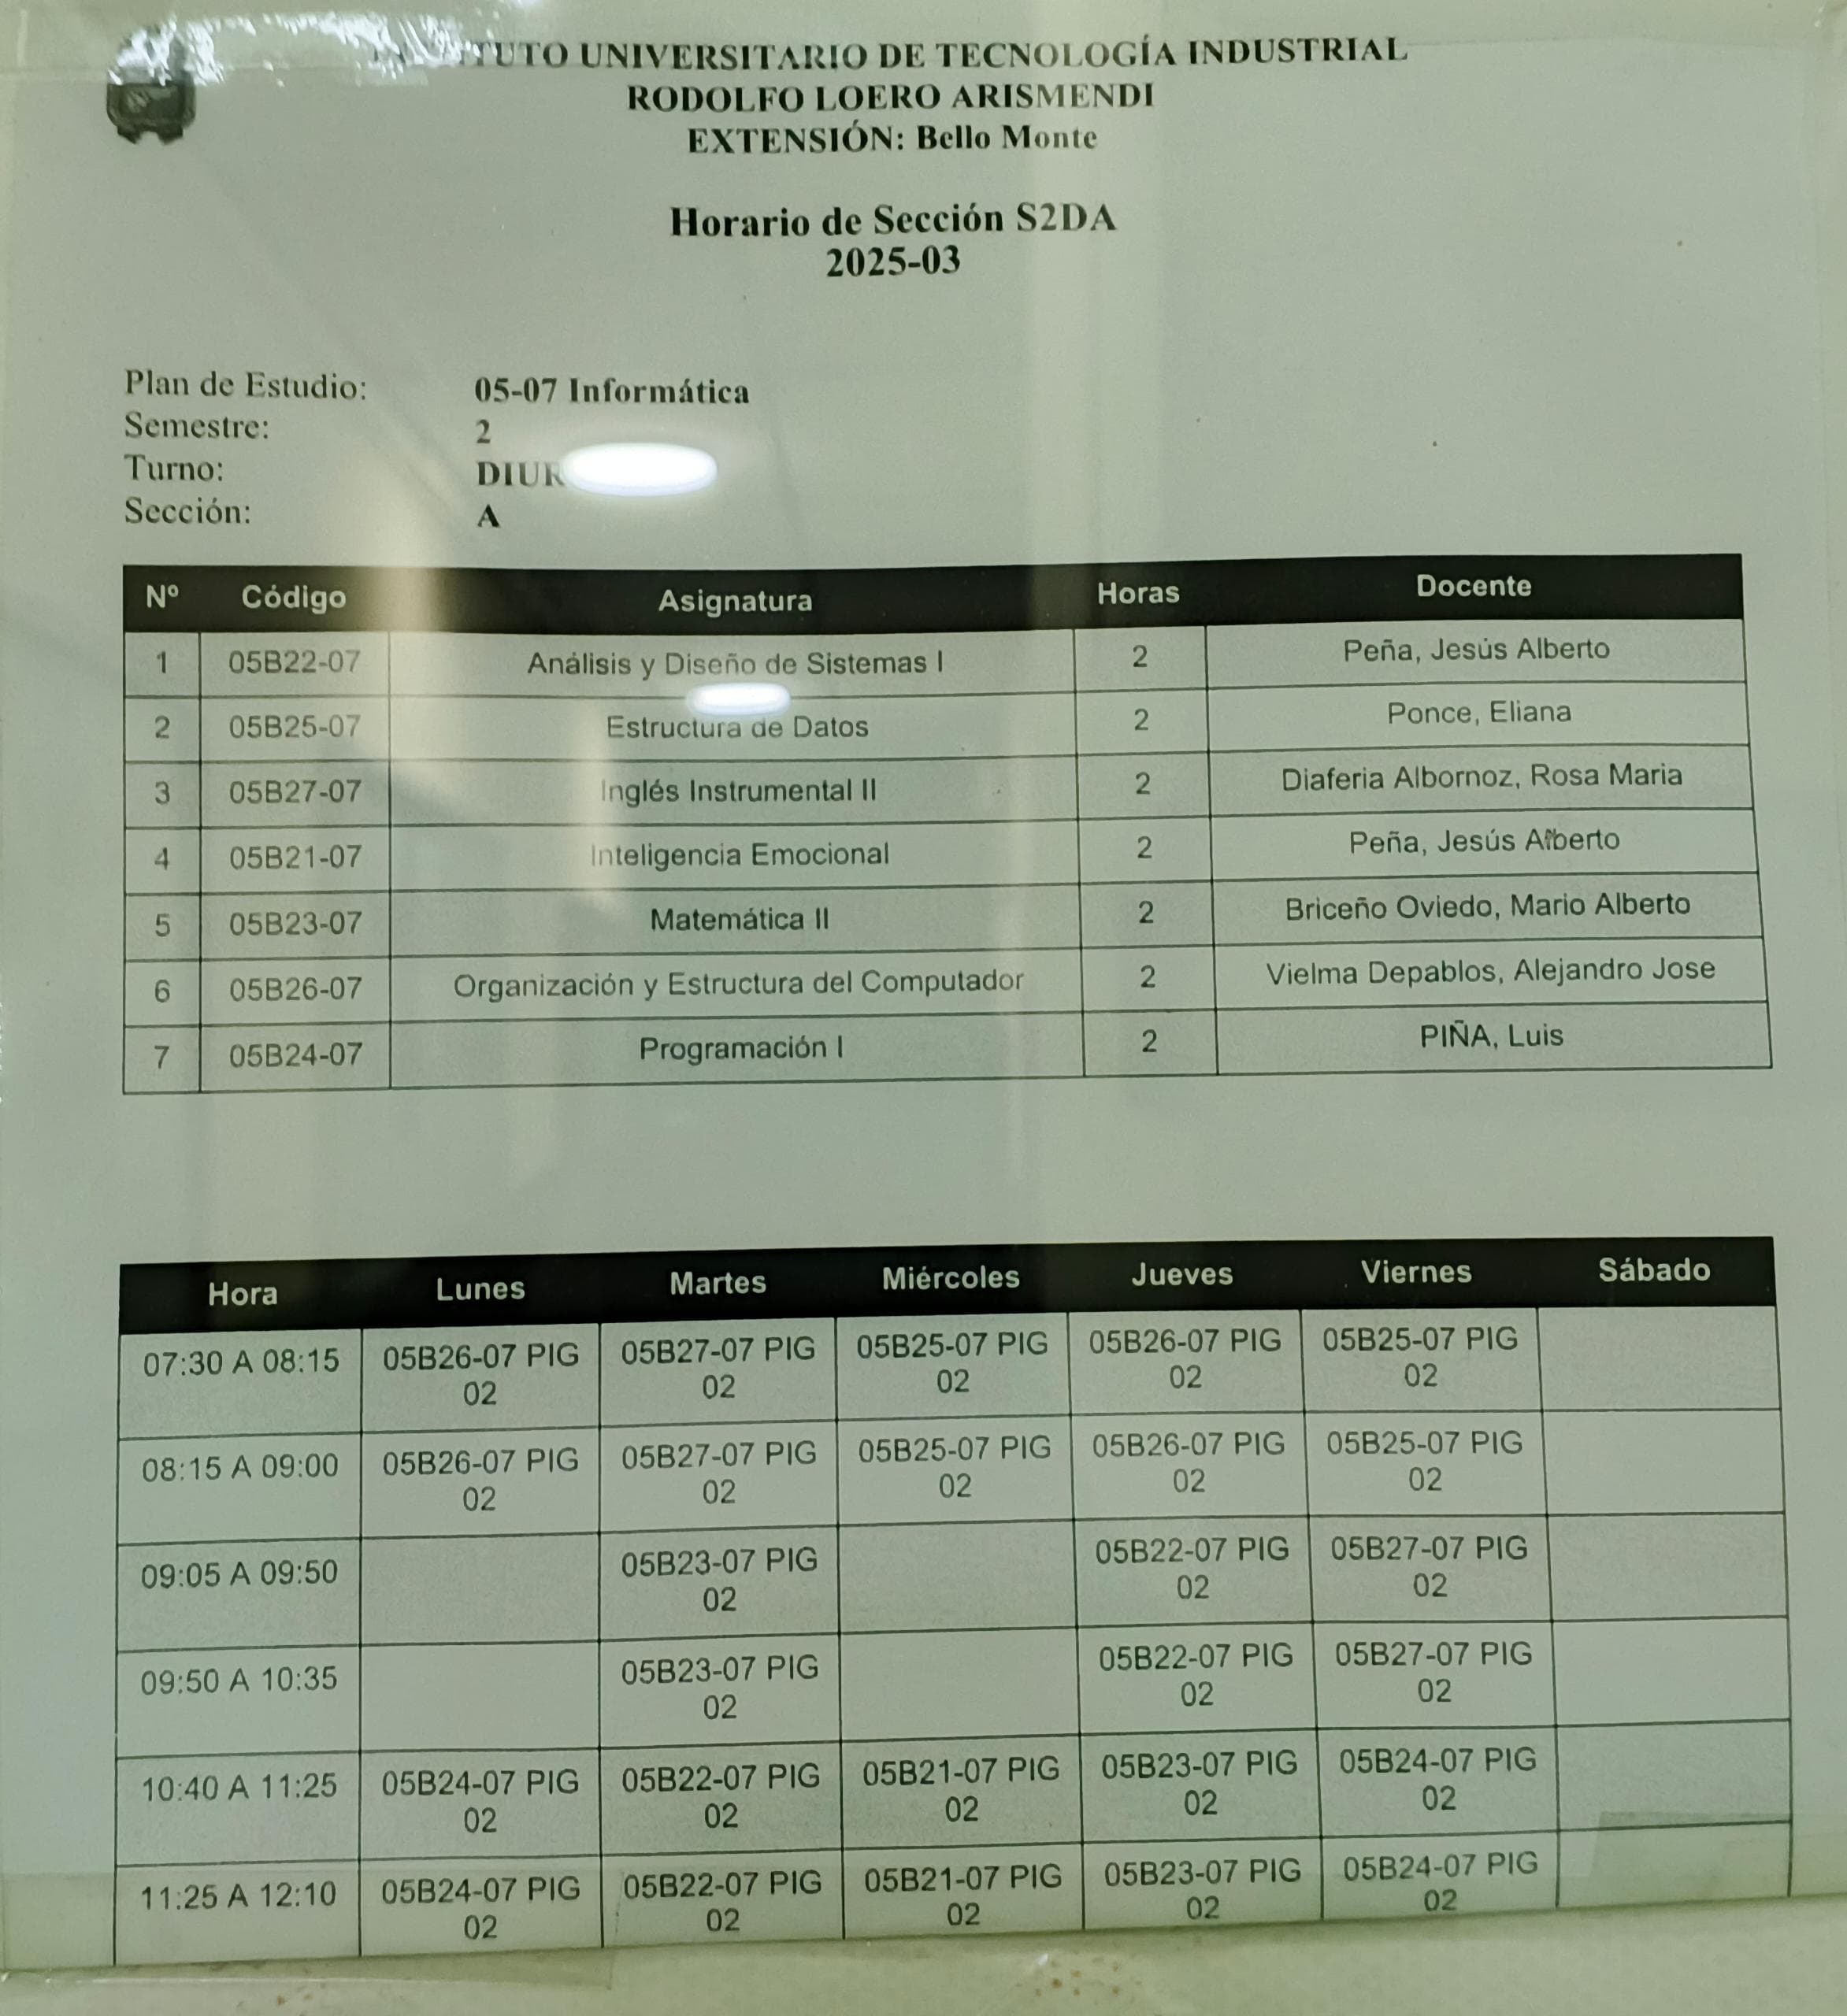 UNIVERSITARIO DE TECNOLOGÍA INDUSTRIAL
RODOLFO LOERO ARISMENDI
EXTENSIÓN: Bello Monte
Horario de Sección S2DA
2025-03
Plan de Estudio: 05-07 Informática
Semestre: 2
Turno:
Sección: A
Nº Código Asignatura Horas Docente
1 05B22-07 Análisis y Diseño de Sistemas I 2 Peña, Jesús Alberto
2 05B25-07 Estructura de Datos 2 Ponce, Eliana
3 05B27-07 Inglés Instrumental II 2 Diaferia Albornoz, Rosa Maria
4 05B21-07 Inteligencia Emocional 2 Peña, Jesús Alberto
5 05B23-07 Matemática II 2 Briceño Oviedo, Mario Alberto
6 05B26-07 Organización y Estructura del Computador 2 Vielma Depablos, Alejandro Jose
7 05B24-07 Programación I 2 PIÑA, Luis
Hora Lunes Martes Miércoles Jueves Viernes Sábado
07:30 A 08:15 05B26-07 PIG 05B27-07 PIG 05B25-07 PIG 05B26-07 PIG 05B25-07 PIG
02 02 02 02 02
08:15 A 09:00 05B26-07 PIG 05B27-07 PIG 05B25-07 PIG 05B26-07 PIG 05B25-07 PIG
02 02 02 02 02
09:05 A 09:50 05B23-07 PIG 05B22-07 PIG 05B27-07 PIG
02 02 02
09:50 A 10:35 05B23-07 PIG 05B22-07 PIG 05B27-07 PIG
02 02 02
10:40 A 11:25 05B24-07 PIG 05B22-07 PIG 05B21-07 PIG 05B23-07 PIG 05B24-07 PIG
02 02 02 02 02
11:25 A 12:10 05B24-07 PIG 05B22-07 PIG 05B21-07 PIG 05B23-07 PIG 05B24-07 PIG
02 02 02 02 02